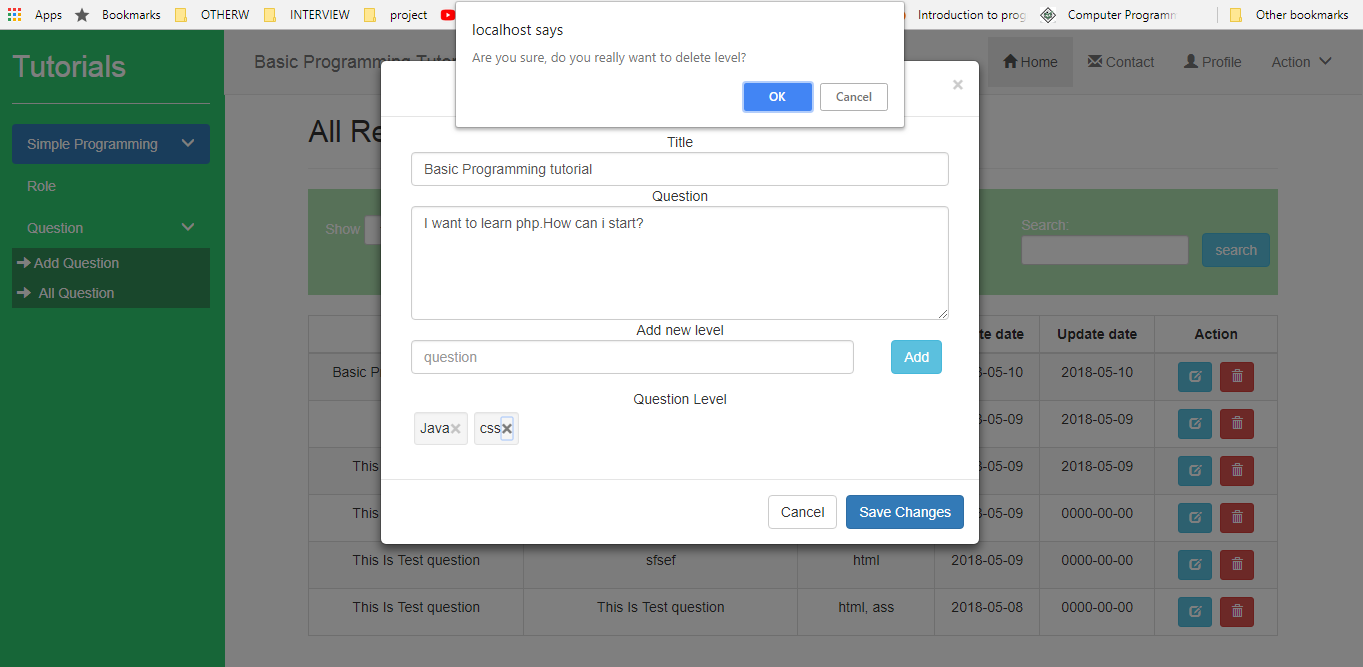 Apps Bookmarks OTHERW INTERVIEW project Introduction to prog Computer Programm Other bookmarks
localhost says
Are you sure, do you really want to delete level?
OK Cancel
Tutorials
Basic Programming Home Contact Profile Action
×
Simple Programming
Role
Question
Add Question
All Question
All Re
Show
Search:
search
Title
Basic Programming tutorial
Question
I want to learn php.How can i start?
Add new level
question Add
Question Level
Java× css×
Cancel Save Changes
te date Update date Action
Basic P -05-10 2018-05-10
-05-09 2018-05-09
This -05-09 2018-05-09
This -05-09 0000-00-00
This Is Test question sfsef html 2018-05-09 0000-00-00
This Is Test question This Is Test question html, ass 2018-05-08 0000-00-00